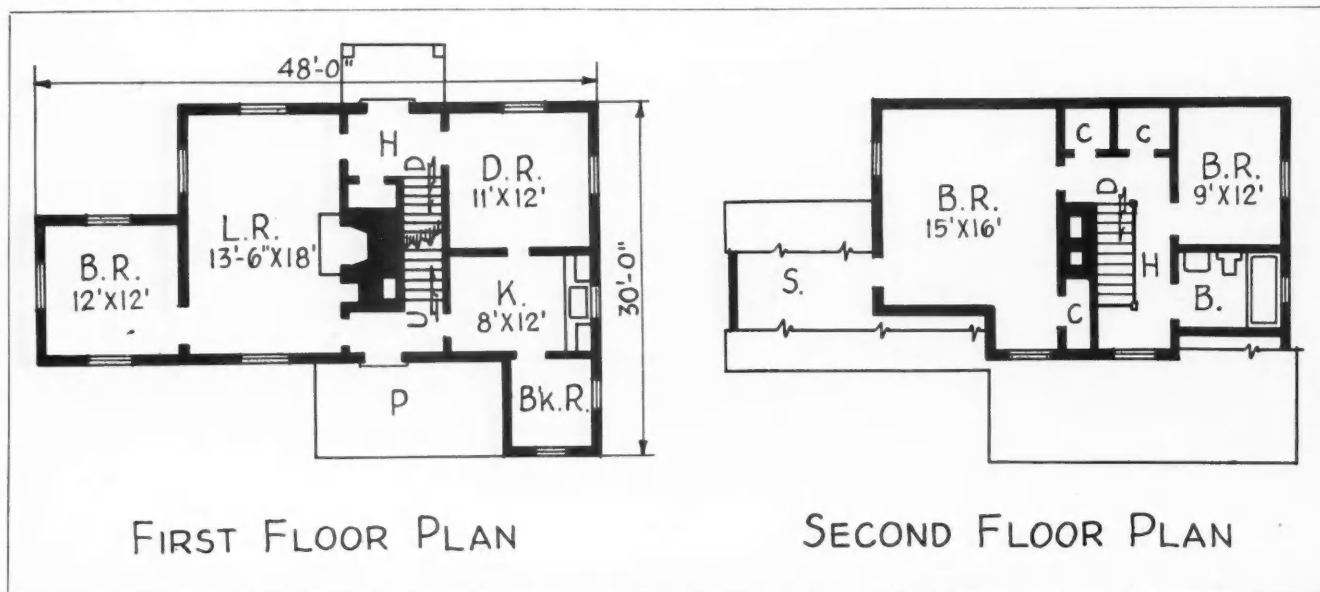 48'-0"
H
D
D.R.
11'X12'
L.R.
13'-6"X18'
B.R.
12'X12'
U
K.
8'X12'
30'-0"
P
Bk.R.
FIRST FLOOR PLAN
C
C
B.R.
9'X12'
D
B.R.
15'X16'
H
S.
B.
C
SECOND FLOOR PLAN